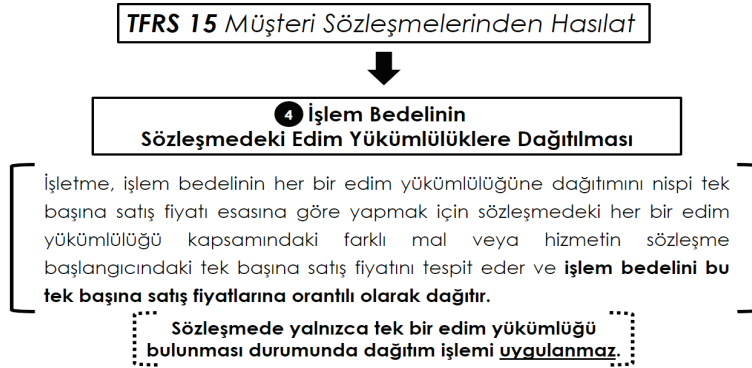 TFRS 15 Müşteri Sözleşmelerinden Hasılat
4 İşlem Bedelinin
Sözleşmedeki Edim Yükümlülüklere Dağıtılması
İşletme, işlem bedelinin her bir edim yükümlülüğüne dağıtımını nispi tek
başına satış fiyatı esasına göre yapmak için sözleşmedeki her bir edim
yükümlülüğü kapsamındaki farklı mal veya hizmetin sözleşme
başlangıcındaki tek başına satış fiyatını tespit eder ve işlem bedelini bu
tek başına satış fiyatlarına orantılı olarak dağıtır.
Sözleşmede yalnızca tek bir edim yükümlüğü
bulunması durumunda dağıtım işlemi uygulanmaz.